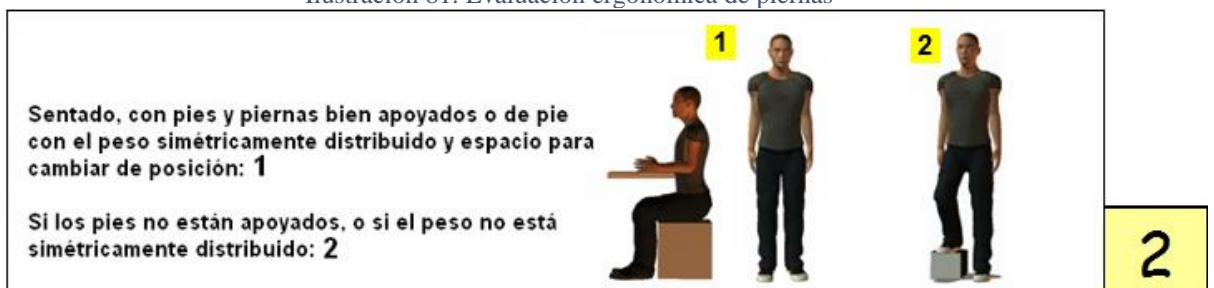 Ilustración 81. Evaluación ergonómica de piernas
1
2
Sentado, con pies y piernas bien apoyados o de pie
con el peso simétricamente distribuido y espacio para
cambiar de posición: 1
Si los pies no están apoyados, o si el peso no está
simétricamente distribuido: 2
2